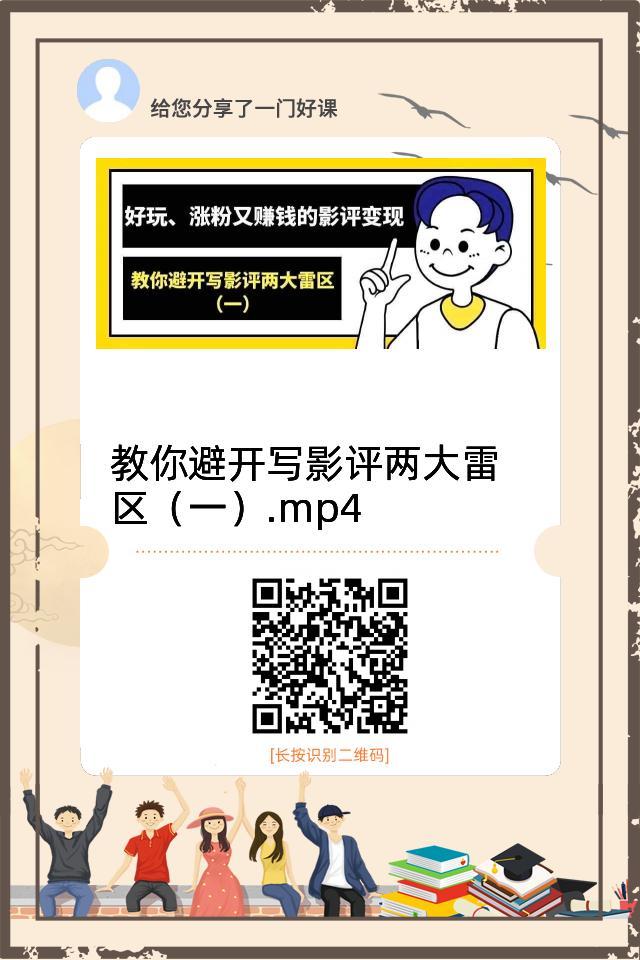 给您分享了一门好课
好玩、涨粉又赚钱的影评变现
教你避开写影评两大雷区
（一）
教你避开写影评两大雷
区（一）.mp4
[长按识别二维码]